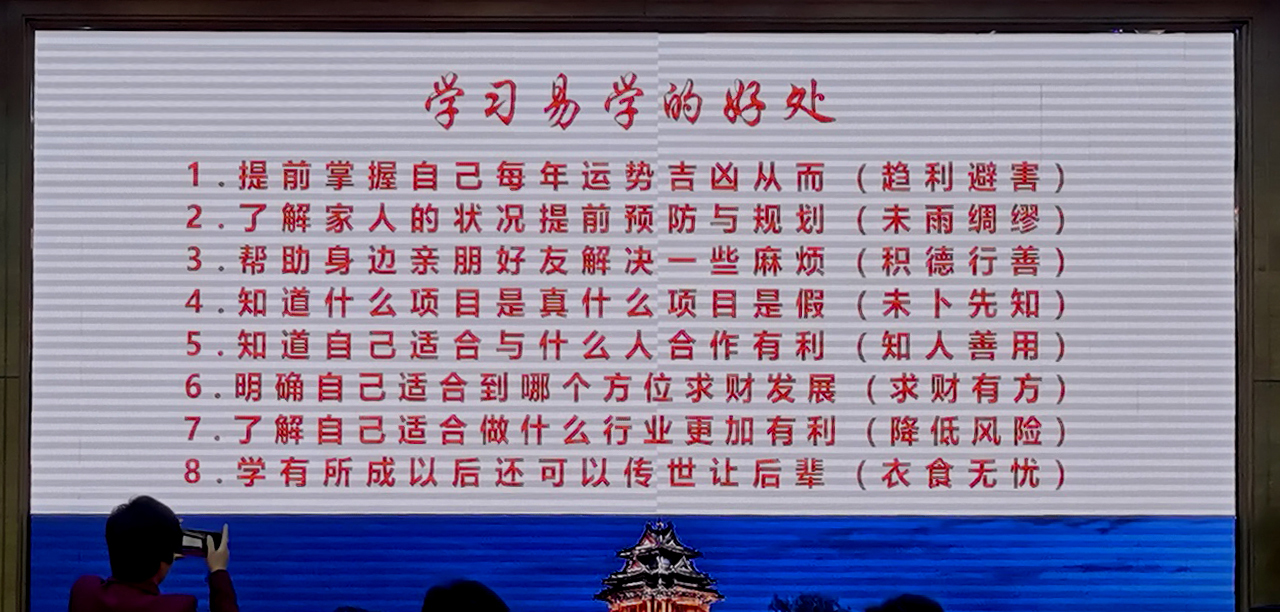 学习易学的好处
1.提前掌握自己每年运势吉凶从而（趋利避害）
2.了解家人的状况提前预防与规划（未雨绸缪）
3.帮助身边亲朋好友解决一些麻烦（积德行善）
4.知道什么项目是真什么项目是假（未卜先知）
5.知道自己适合与什么人合作有利（知人善用）
6.明确自己适合到哪个方位求财发展（求财有方）
7.了解自己适合做什么行业更加有利（降低风险）
8.学有所成以后还可以传世让后辈（衣食无忧）